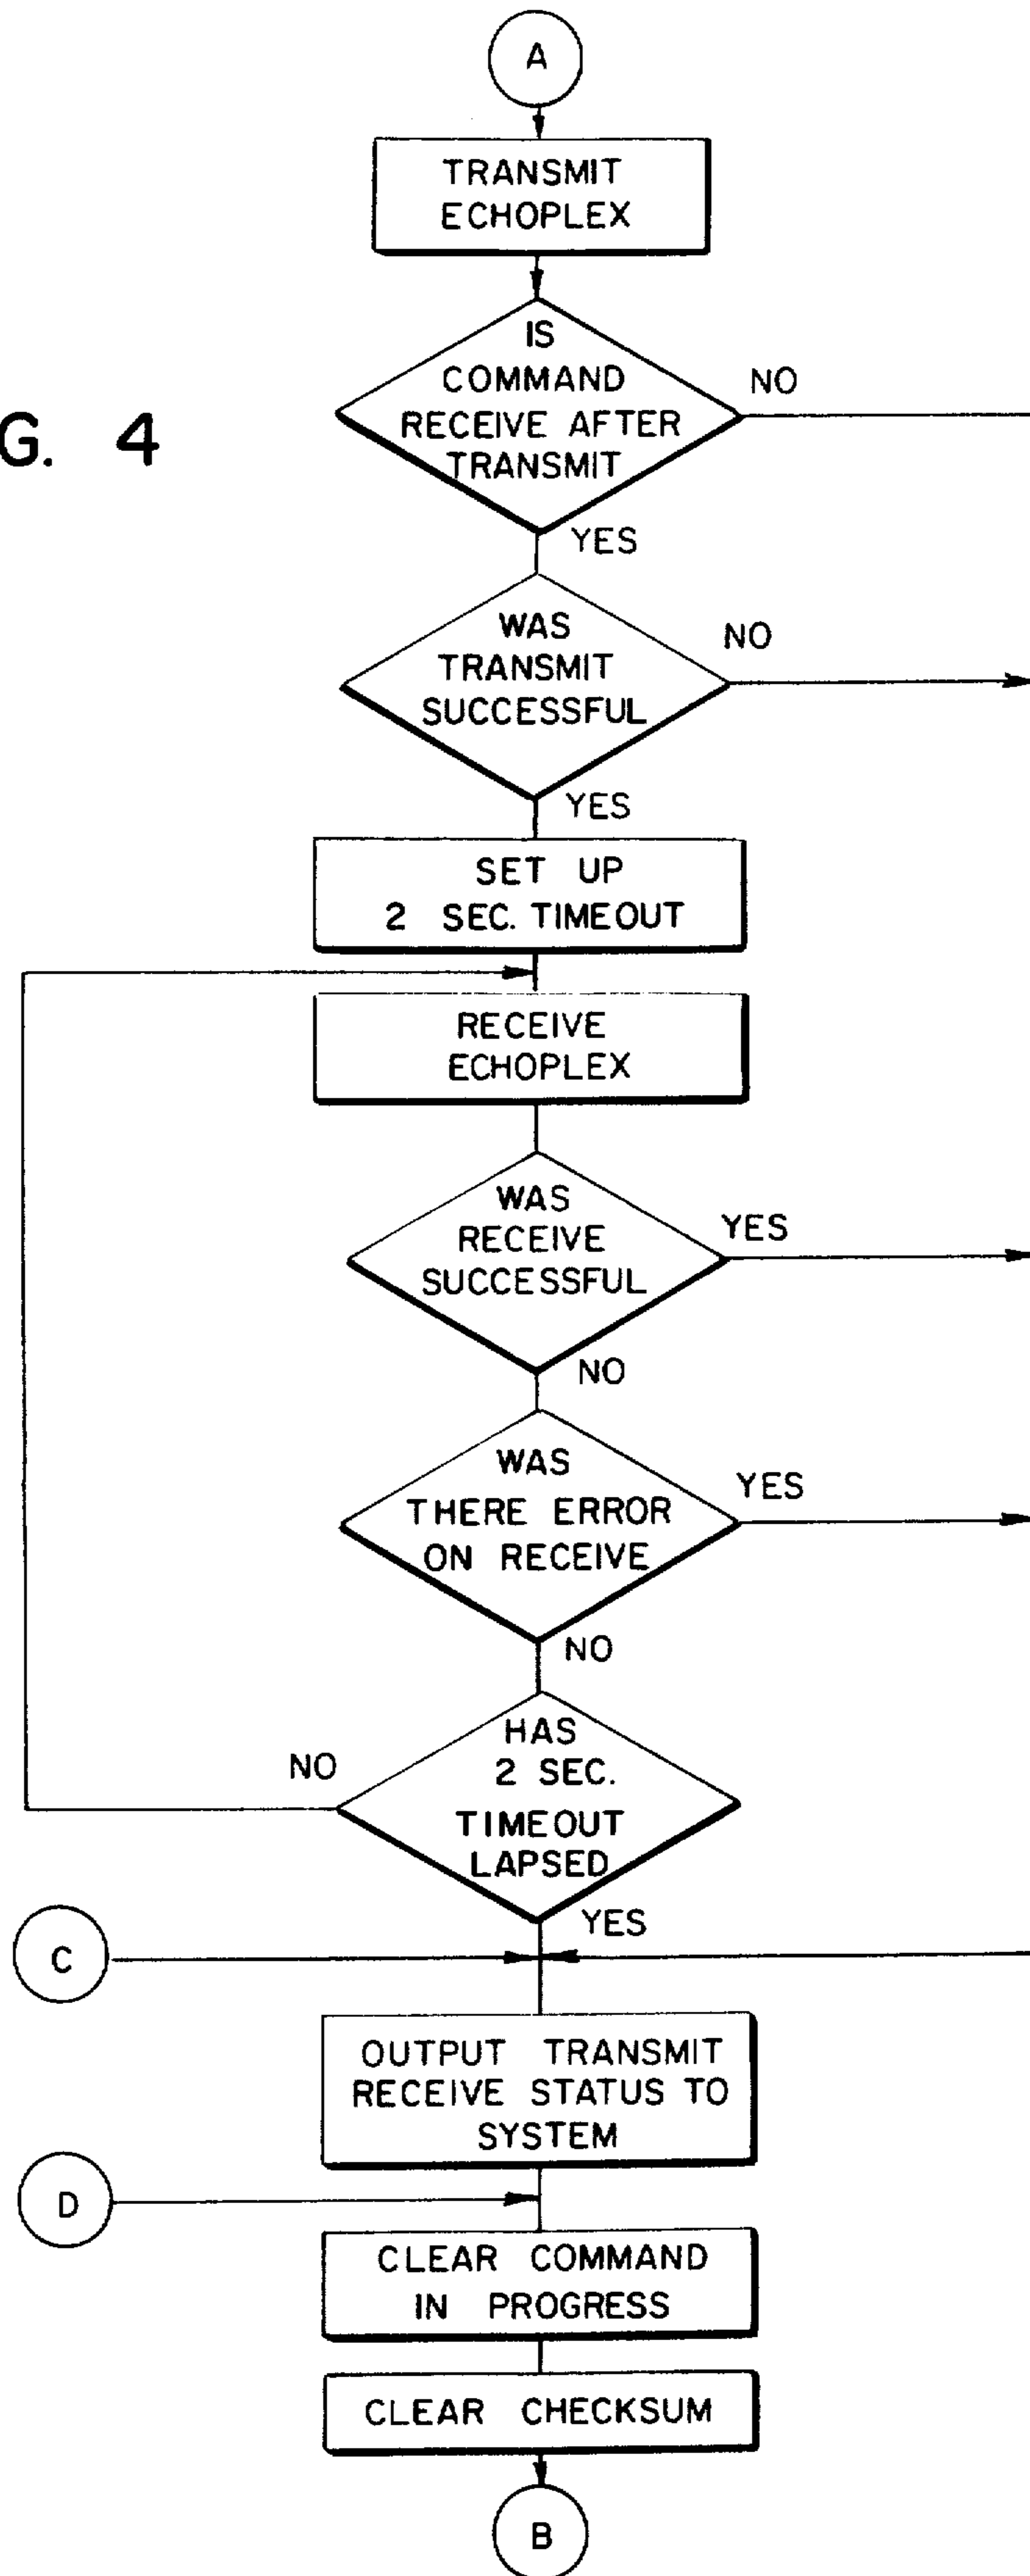 A
TRANSMIT
ECHOPLEX
IS
COMMAND
RECEIVE AFTER
TRANSMIT
NO
G. 4
YES
WAS
TRANSMIT
SUCCESSFUL
NO
YES
SET UP
2 SEC. TIMEOUT
RECEIVE
ECHOPLEX
WAS
RECEIVE
SUCCESSFUL
YES
NO
WAS
THERE ERROR
ON RECEIVE
YES
NO
HAS
2 SEC.
TIMEOUT
LAPSED
NO
YES
C
OUTPUT TRANSMIT
RECEIVE STATUS TO
SYSTEM
D
CLEAR COMMAND
IN PROGRESS
CLEAR CHECKSUM
B